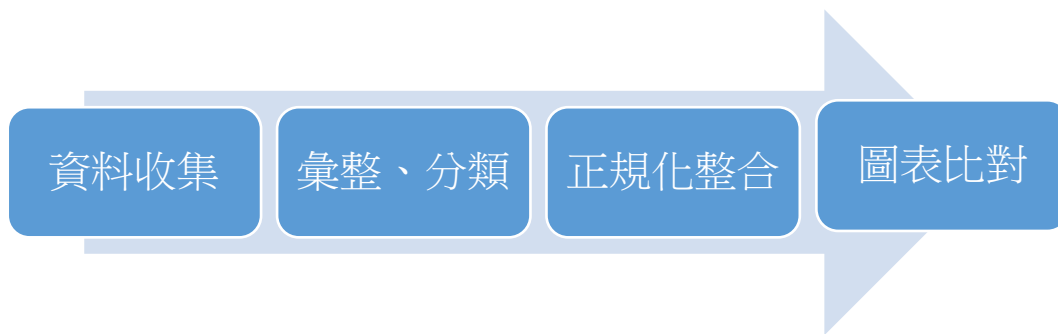 資料收集
彙整、分類
正規化整合
圖表比對